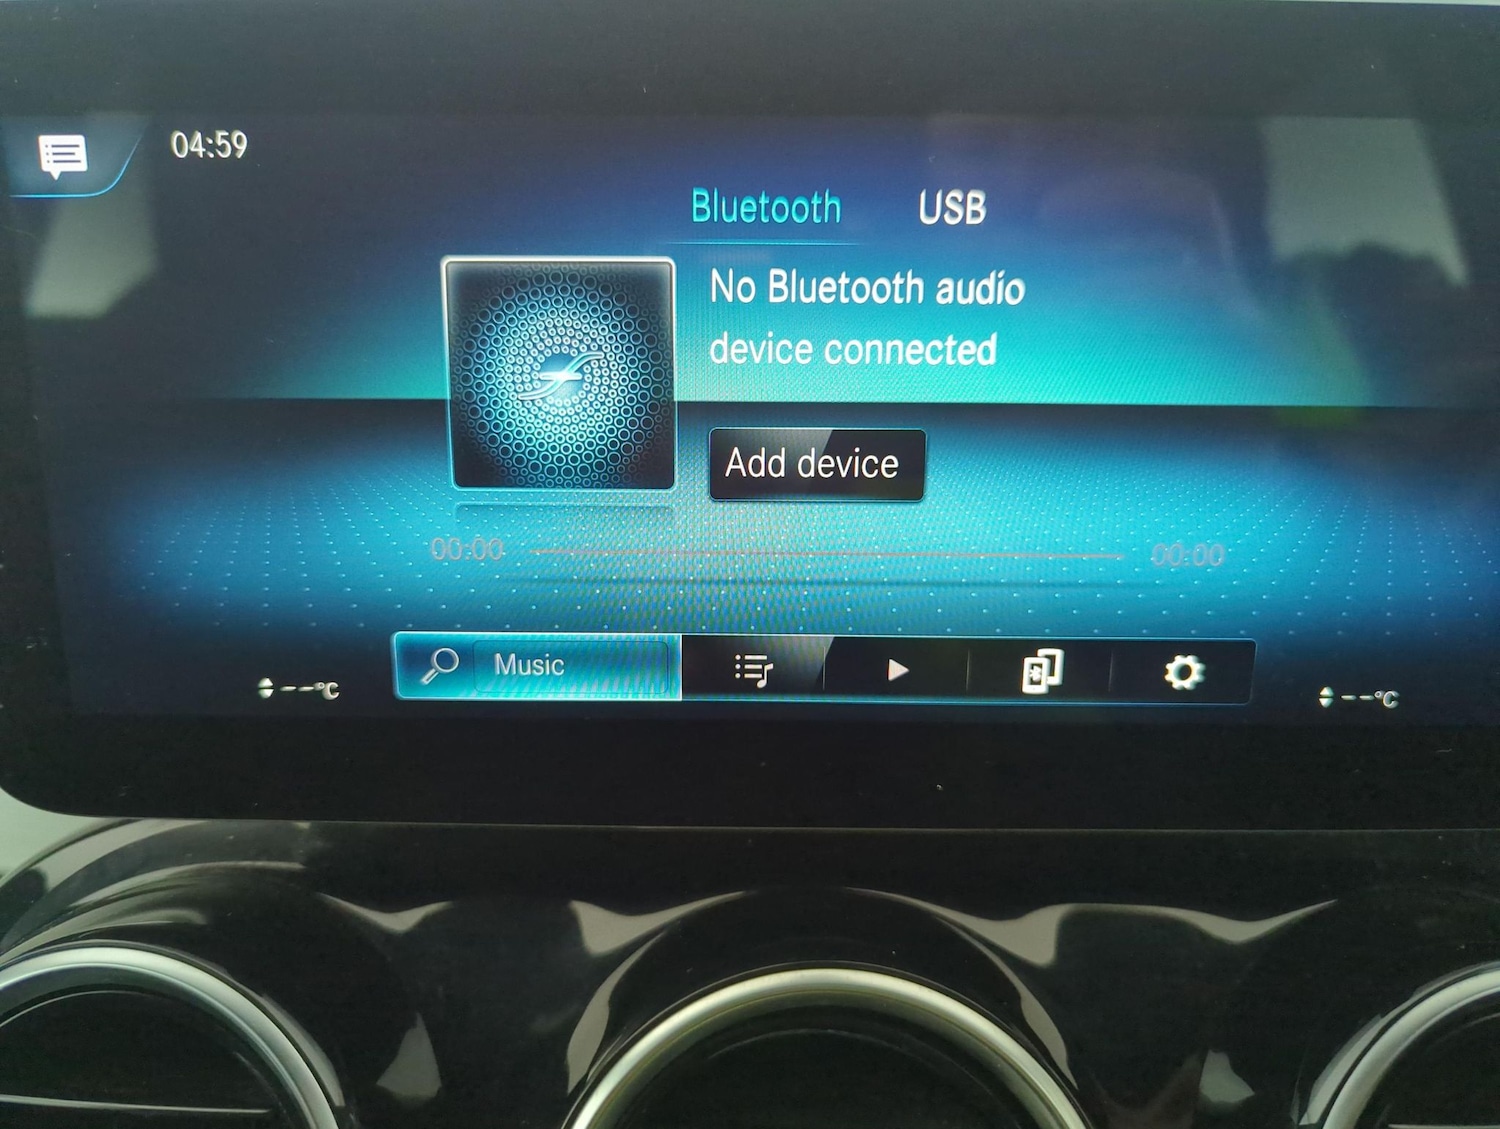 04:59
Bluetooth USB
No Bluetooth audio
device connected
Add device
00:00 00:00
Music
--°C --°C